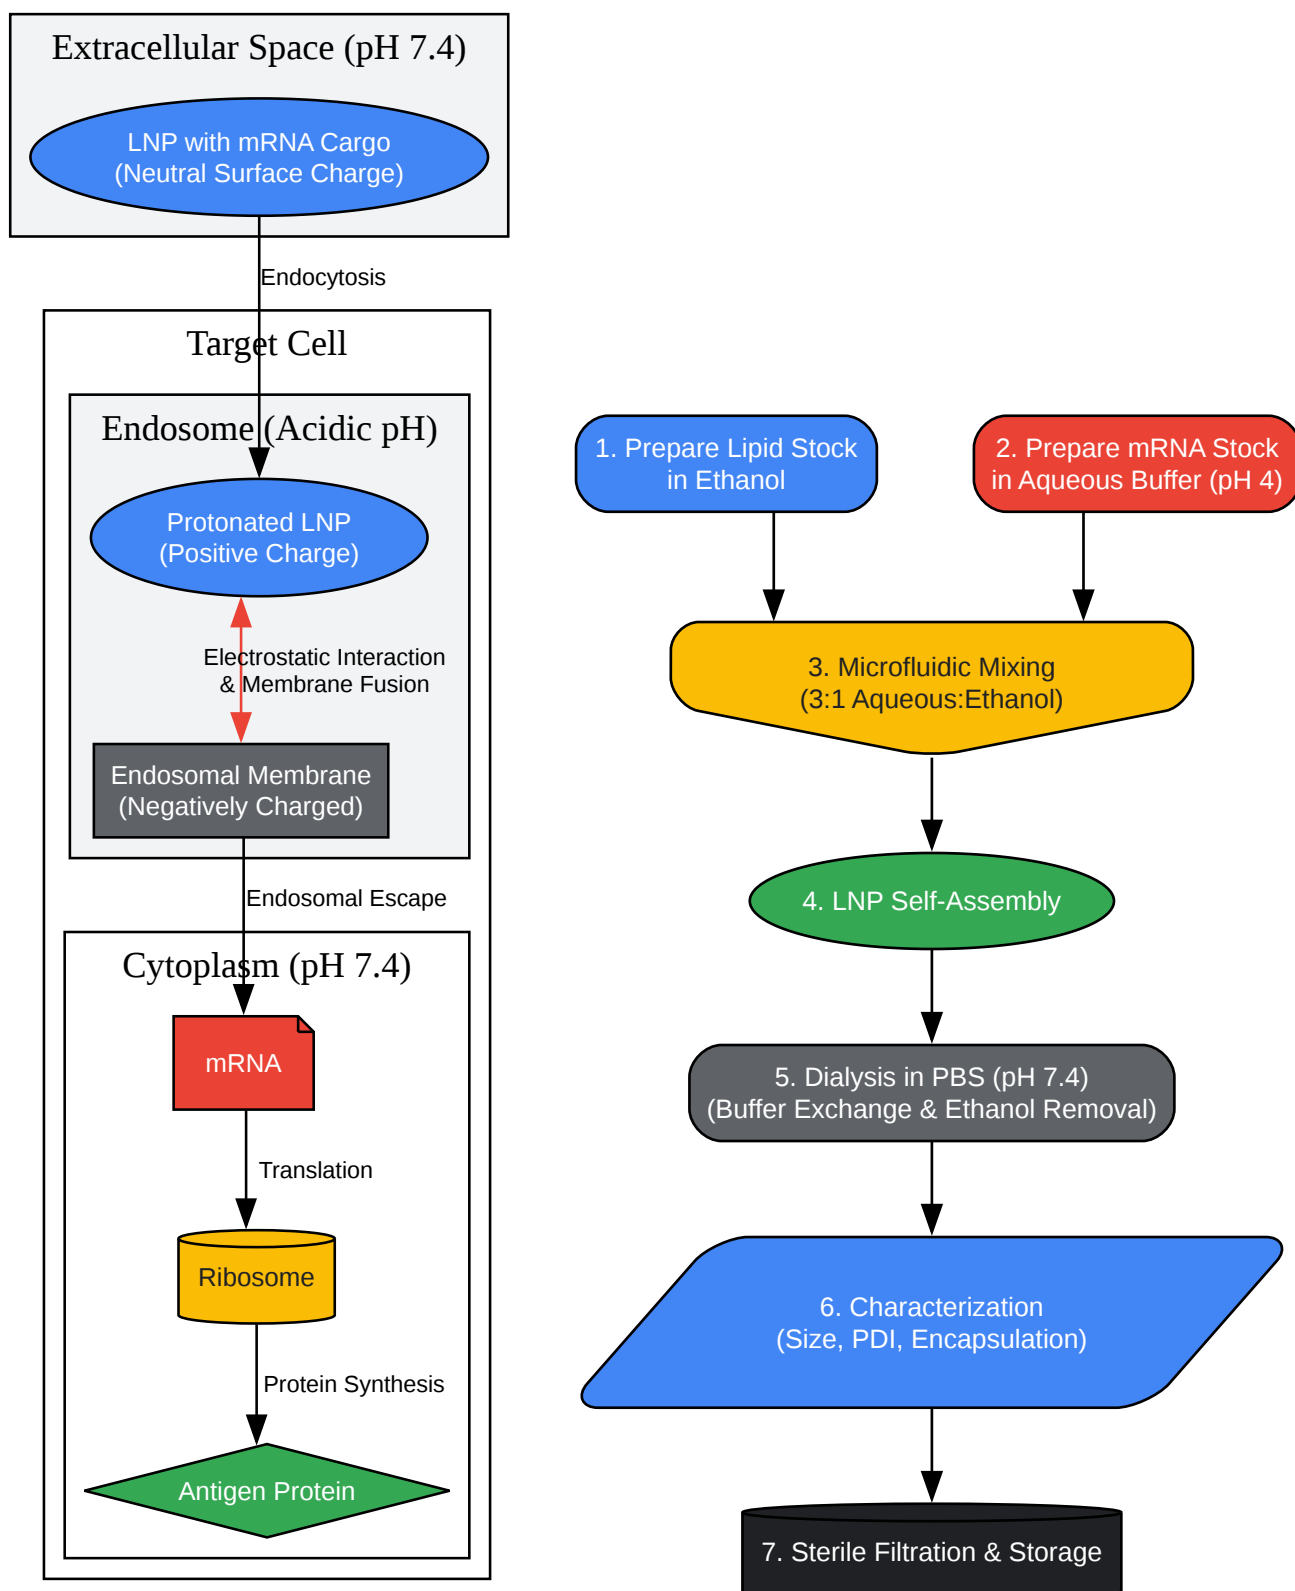 Extracellular Space (pH 7.4)
LNP with mRNA Cargo
(Neutral Surface Charge)
Endocytosis
Target Cell
Endosome (Acidic pH)
Protonated LNP
(Positive Charge)
Electrostatic Interaction
& Membrane Fusion
Endosomal Membrane
(Negatively Charged)
Endosomal Escape
Cytoplasm (pH 7.4)
mRNA
Translation
Ribosome
Protein Synthesis
Antigen Protein
1. Prepare Lipid Stock
in Ethanol
2. Prepare mRNA Stock
in Aqueous Buffer (pH 4)
3. Microfluidic Mixing
(3:1 Aqueous:Ethanol)
4. LNP Self-Assembly
5. Dialysis in PBS (pH 7.4)
(Buffer Exchange & Ethanol Removal)
6. Characterization
(Size, PDI, Encapsulation)
7. Sterile Filtration & Storage